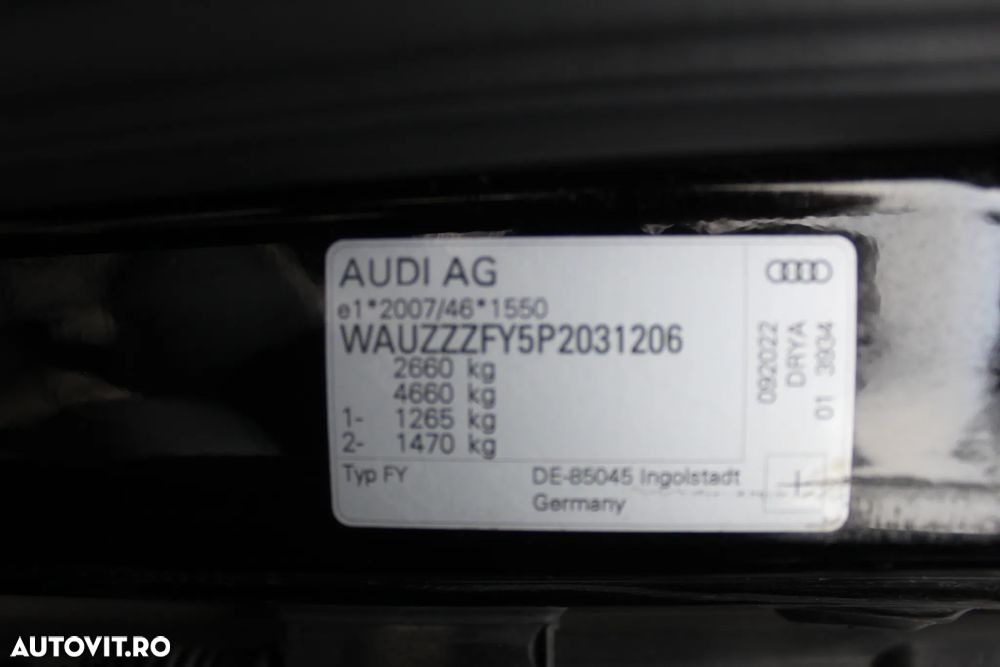 AUDI AG
e1*2007/46*1550
WAUZZZFY5P2031206
2660 kg
4660 kg
1- 1265 kg
2- 1470 kg
Typ FY
DE-85045 Ingolstadt
Germany
092022
DRYA
01 3934
AUTOVIT.RO